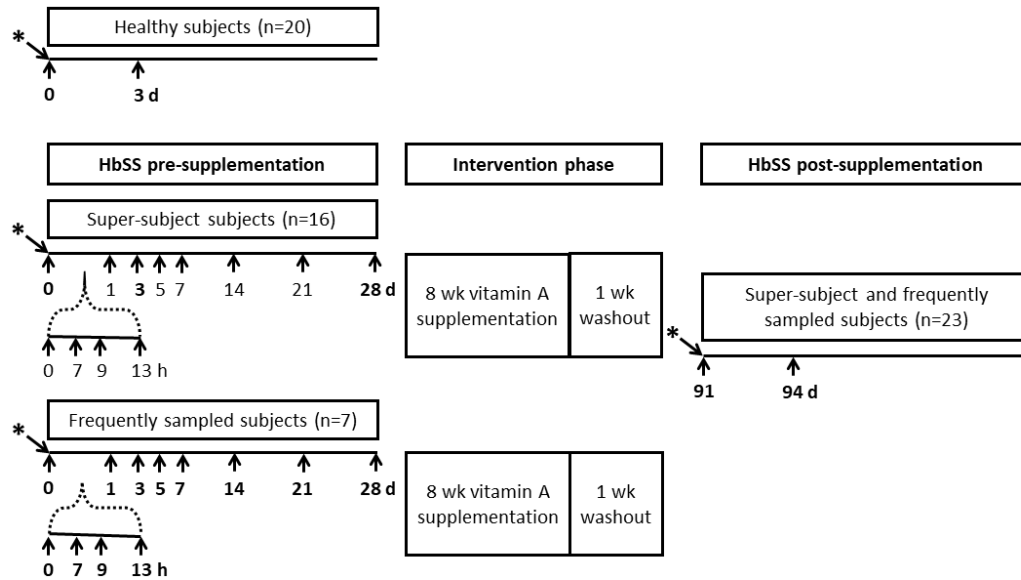 Healthy subjects (n=20)
*
0 3 d
HbSS pre-supplementation
Intervention phase
HbSS post-supplementation
Super-subject subjects (n=16)
*
0 1 3 5 7 14 21 28 d
0 7 9 13 h
8 wk vitamin A
supplementation
1 wk
washout
Super-subject and frequently
sampled subjects (n=23)
*
91 94 d
Frequently sampled subjects (n=7)
*
0 1 3 5 7 14 21 28 d
0 7 9 13 h
8 wk vitamin A
supplementation
1 wk
washout